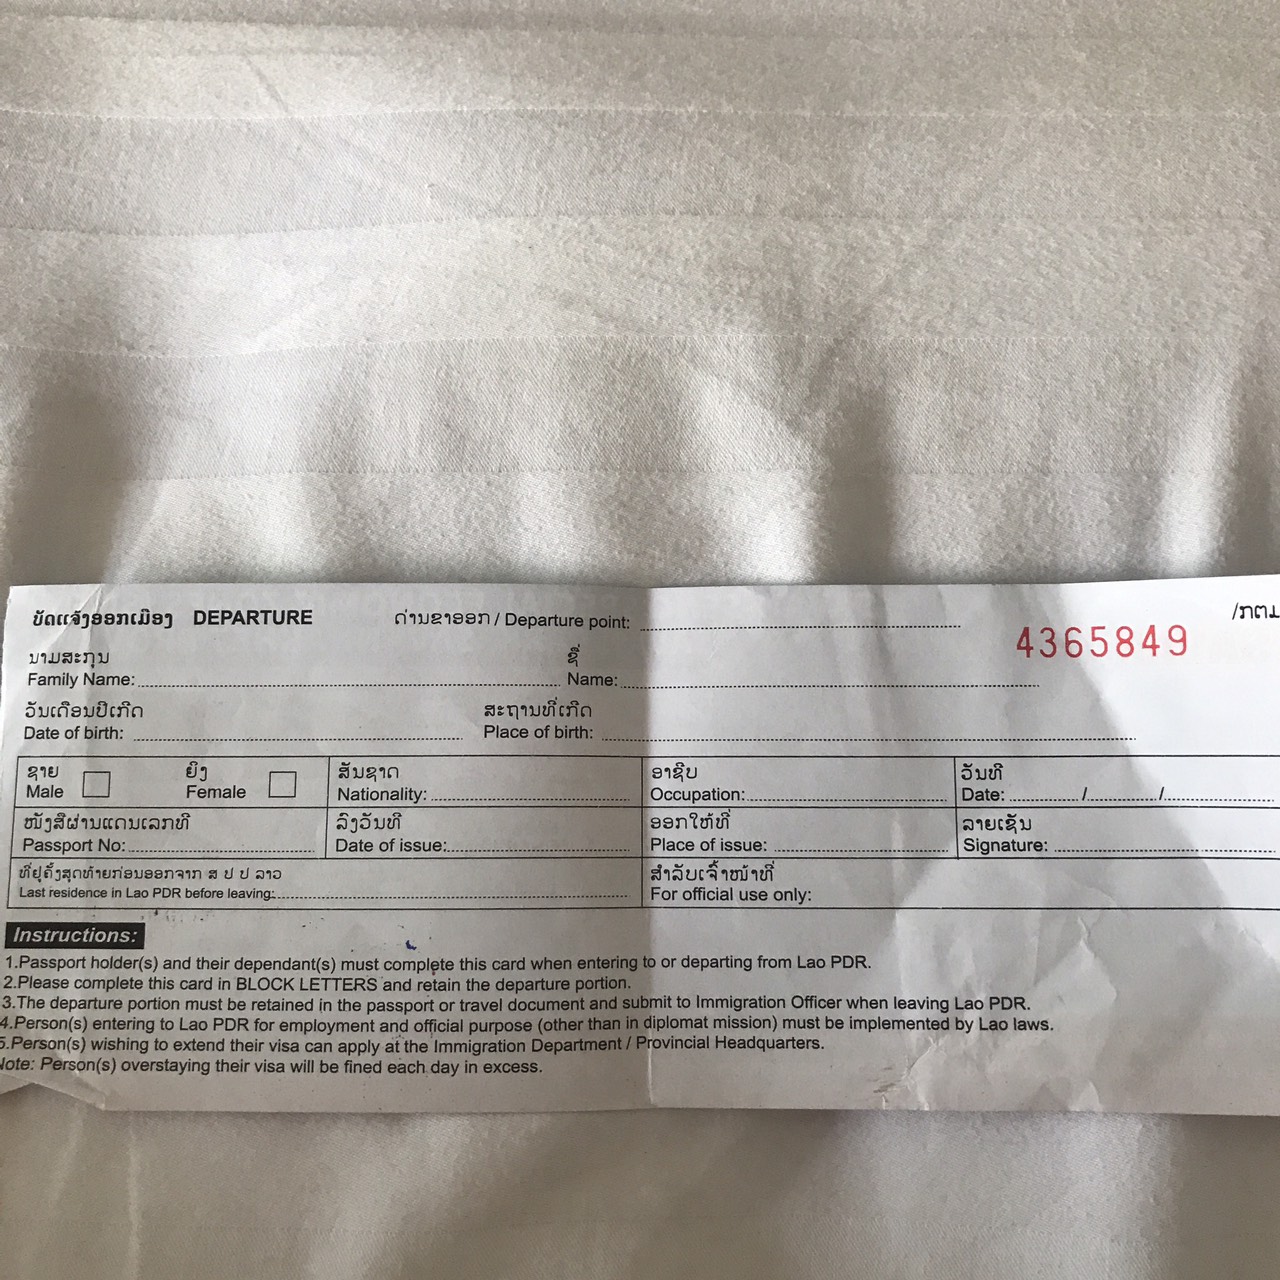 ບັດແຈ້ງອອກເມືອງ DEPARTURE ດ່ານຂາອອກ / Departure point: /ກຕມ
4365849
ນາມສະກຸນ ຊື່
Family Name: Name:
ວັນເດືອນປີເກີດ ສະຖານທີ່ເກີດ
Date of birth: Place of birth:
ຊາຍ ຍິງ ສັນຊາດ ອາຊີບ ວັນທີ
Male Female Nationality: Occupation: Date: / /
ໜັງສືຜ່ານແດນເລກທີ ລົງວັນທີ ອອກໃຫ້ທີ່ ລາຍເຊັນ
Passport No: Date of issue: Place of issue: Signature:
ທີ່ຢູ່ຄັ້ງສຸດທ້າຍກ່ອນອອກຈາກ ສ ປ ປ ລາວ ສຳລັບເຈົ້າໜ້າທີ່
Last residence in Lao PDR before leaving: For official use only:
Instructions:
1.Passport holder(s) and their dependant(s) must complete this card when entering to or departing from Lao PDR.
2.Please complete this card in BLOCK LETTERS and retain the departure portion.
3.The departure portion must be retained in the passport or travel document and submit to Immigration Officer when leaving Lao PDR.
4.Person(s) entering to Lao PDR for employment and official purpose (other than in diplomat mission) must be implemented by Lao laws.
5.Person(s) wishing to extend their visa can apply at the Immigration Department / Provincial Headquarters.
Note: Person(s) overstaying their visa will be fined each day in excess.